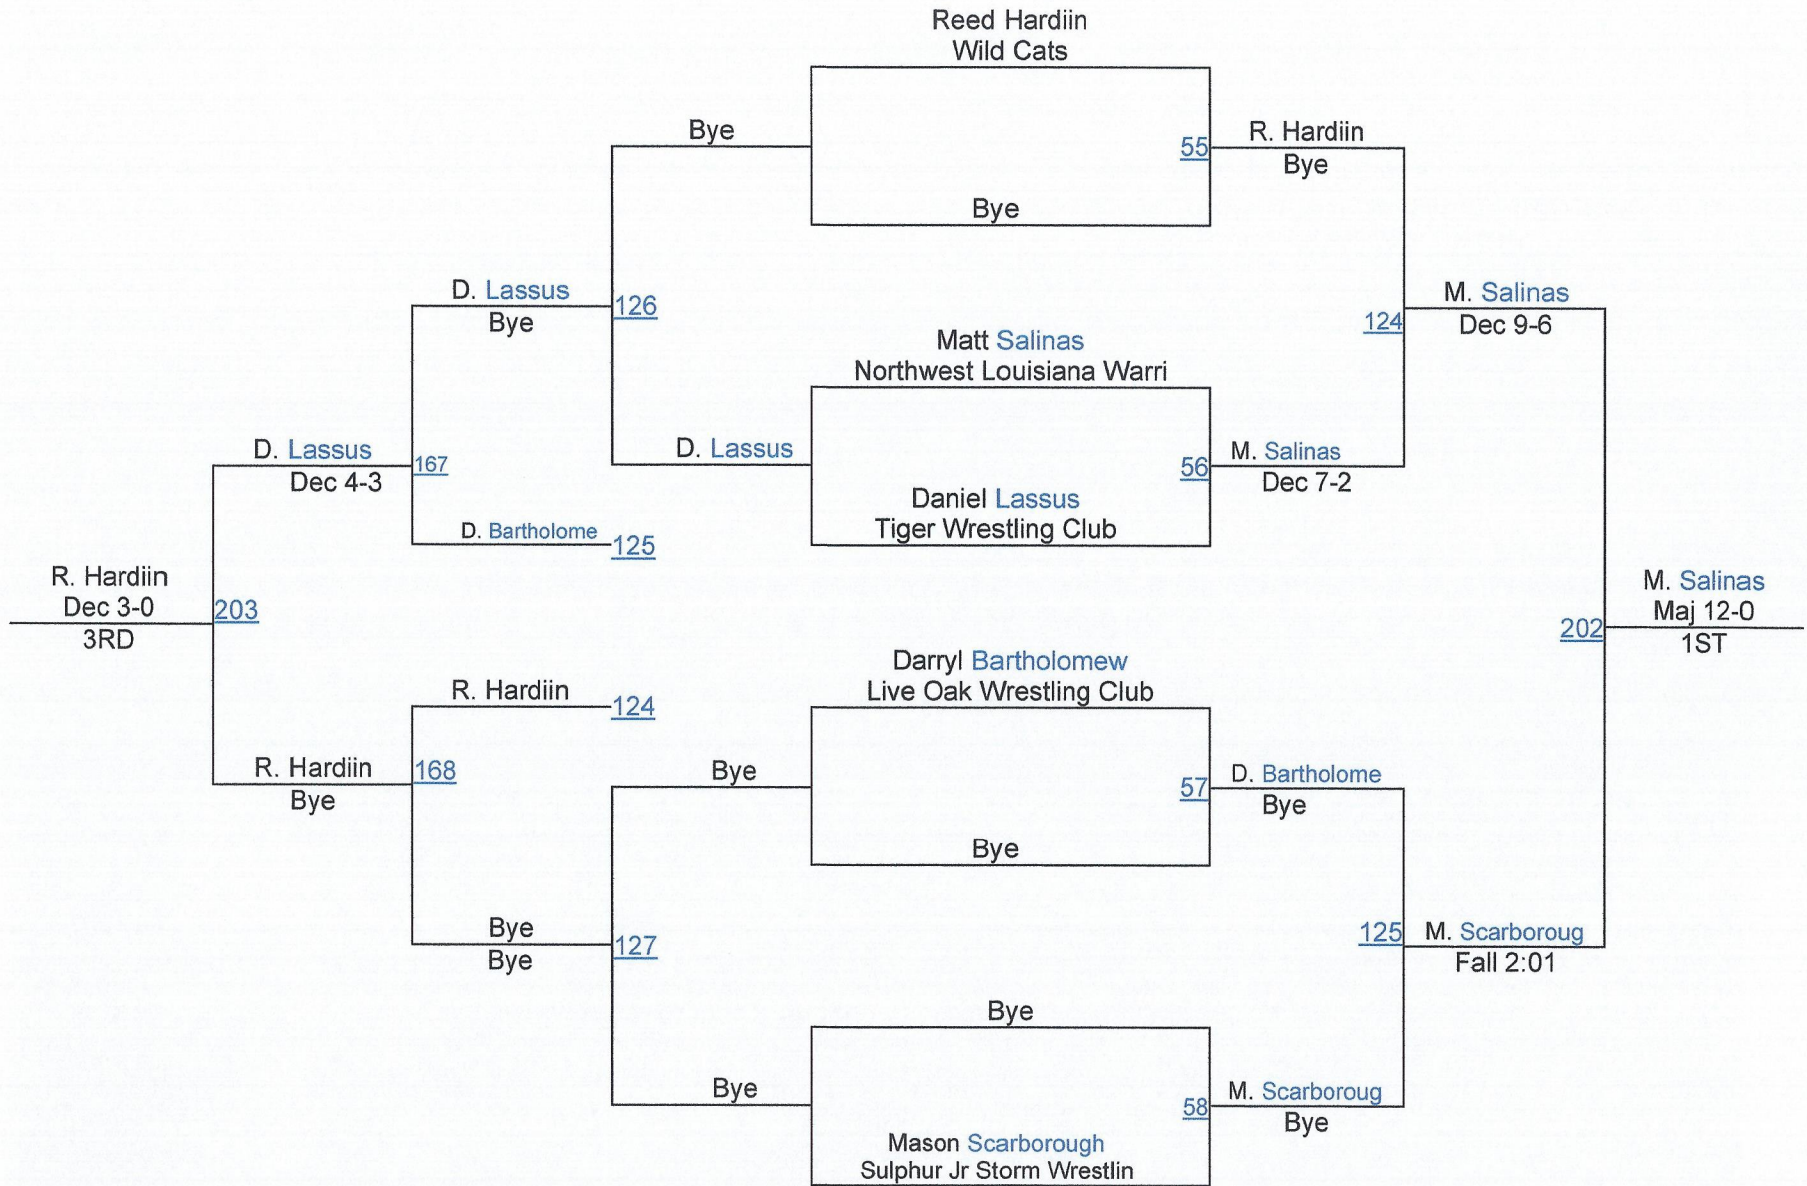 Reed Hardiin
Wild Cats
Bye
55
R. Hardiin
Bye
Bye
D. Lassus
Bye
126
Matt Salinas
Northwest Louisiana Warri
124
M. Salinas
Dec 9-6
D. Lassus
Dec 4-3
167
D. Lassus
56
M. Salinas
Dec 7-2
Daniel Lassus
Tiger Wrestling Club
D. Bartholome
125
R. Hardiin
Dec 3-0
3RD
203
M. Salinas
Maj 12-0
1ST
202
Darryl Bartholomew
Live Oak Wrestling Club
R. Hardiin
124
R. Hardiin
Bye
168
Bye
57
D. Bartholome
Bye
Bye
Bye
Bye
127
125
M. Scarboroug
Fall 2:01
Bye
Bye
58
M. Scarboroug
Bye
Mason Scarborough
Sulphur Jr Storm Wrestlin